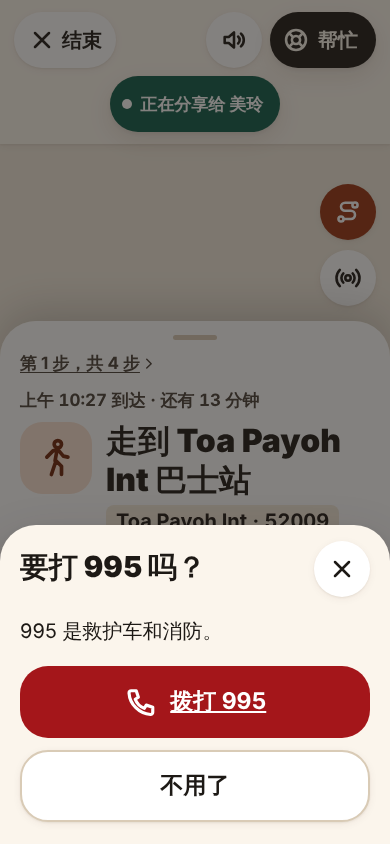 结束
帮忙
正在分享给 美玲
第 1 步，共 4 步
上午 10:27 到达 · 还有 13 分钟
走到 Toa Payoh
Int 巴士站
Toa Payoh Int · 52009
要打 995 吗？
995 是救护车和消防。
拨打 995
不用了